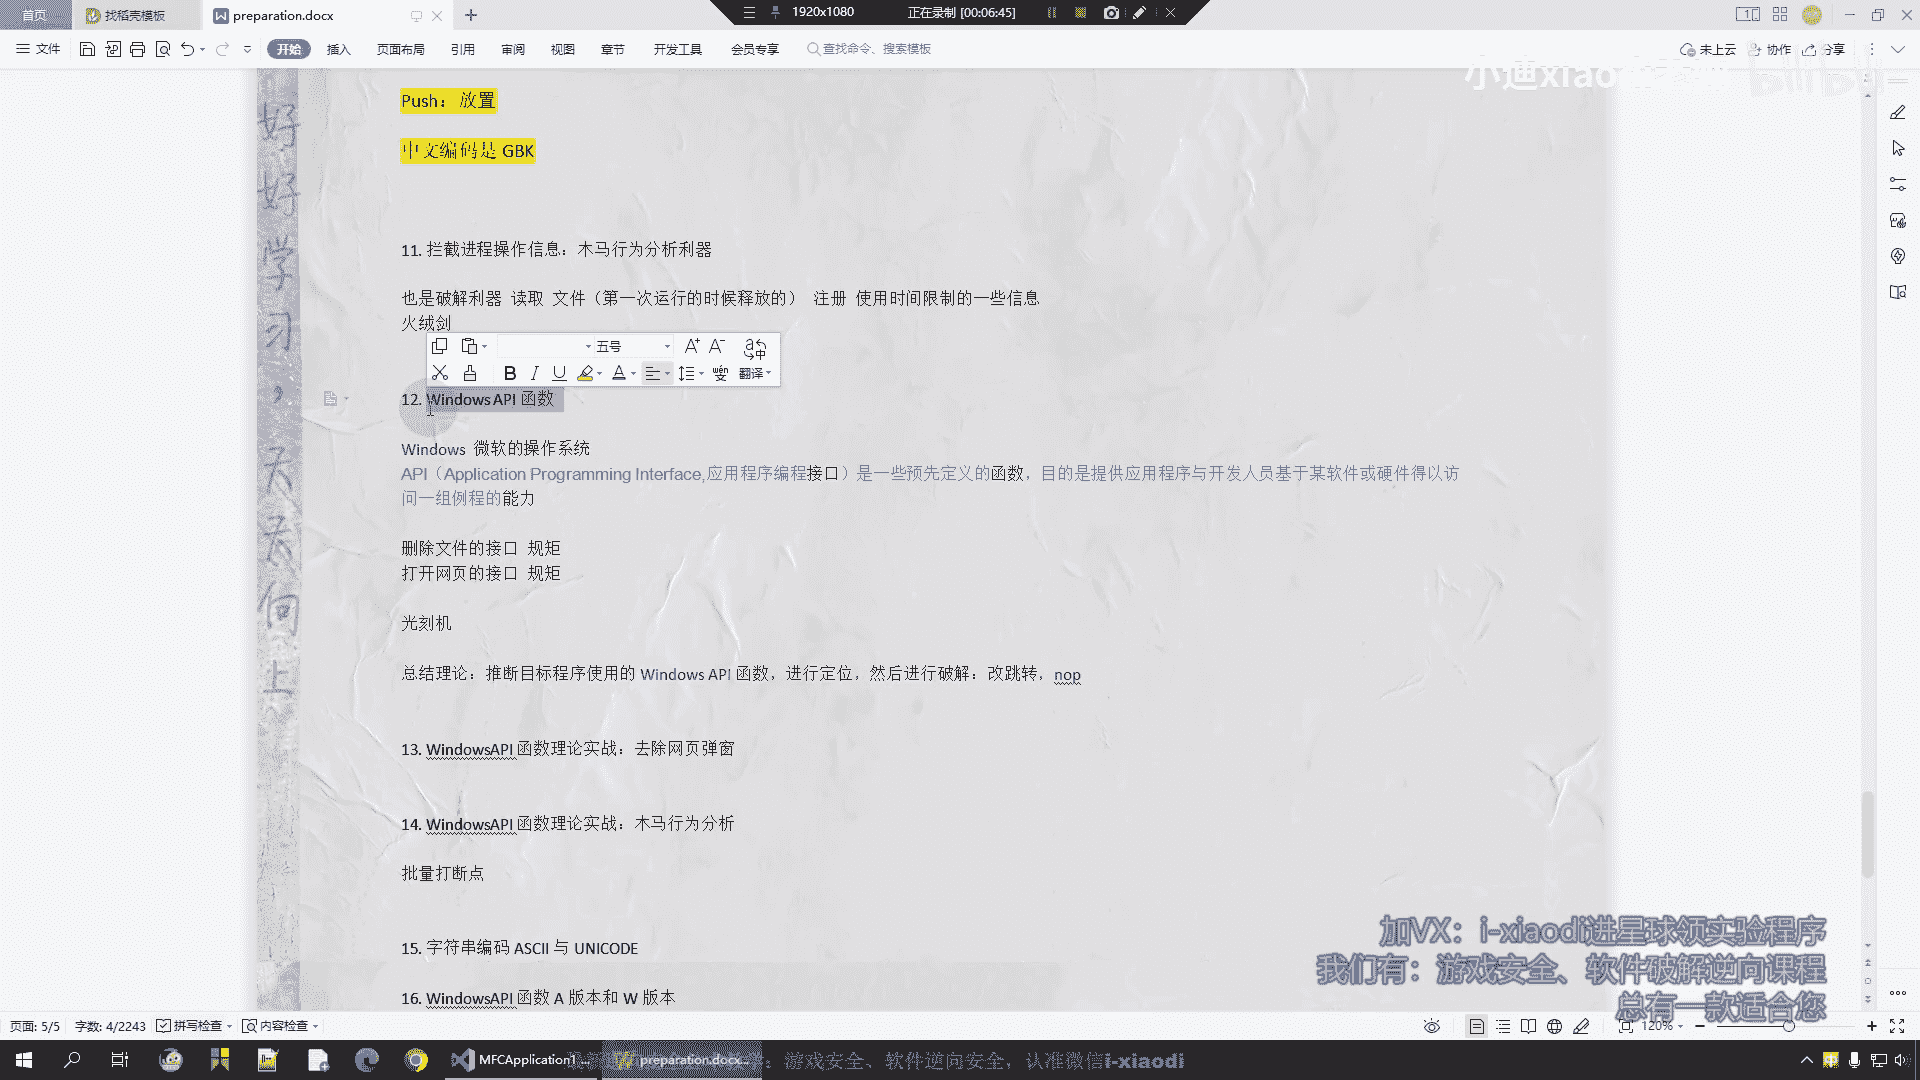 首页 找稻壳模板 preparation.docx
1920x1080 正在录制 [00:06:45]
文件 开始 插入 页面布局 引用 审阅 视图 章节 开发工具 会员专享 查找命令、搜索模板 未上云 协作 分享
小迪xiao
bilibili
Push：放置
中文编码是 GBK
11. 拦截进程操作信息：木马行为分析利器
也是破解利器 读取 文件（第一次运行的时候释放的） 注册 使用时间限制的一些信息
火绒剑
五号
翻译
12. Windows API 函数
Windows 微软的操作系统
API（Application Programming Interface,应用程序编程接口）是一些预先定义的函数，目的是提供应用程序与开发人员基于某软件或硬件得以访
问一组例程的能力
删除文件的接口 规矩
打开网页的接口 规矩
光刻机
总结理论：推断目标程序使用的 Windows API 函数，进行定位，然后进行破解：改跳转，nop
13. WindowsAPI 函数理论实战：去除网页弹窗
14. WindowsAPI 函数理论实战：木马行为分析
批量打断点
15. 字符串编码 ASCII 与 UNICODE
16. WindowsAPI 函数 A 版本和 W 版本
好好学习，天天向上
加VX：i-xiaodi进星球领实验程序
我们有：游戏安全、软件破解逆向课程
总有一款适合您
页面: 5/5 字数: 4/2243 拼写检查 内容检查 120%
MFCApplication1... preparation.docx... ：游戏安全、软件逆向安全，认准微信i-xiaodi